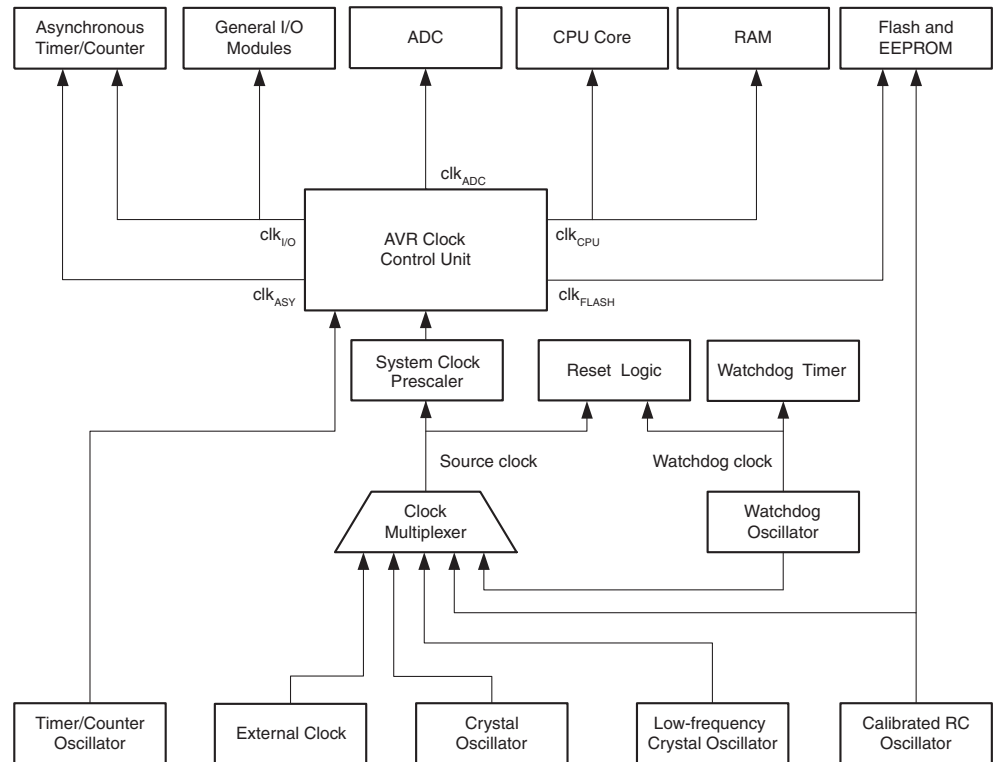 Asynchronous
Timer/Counter
General I/O
Modules
ADC
CPU Core
RAM
Flash and
EEPROM
clkADC
AVR Clock
Control Unit
clkI/O
clkCPU
clkASY
clkFLASH
System Clock
Prescaler
Reset Logic
Watchdog Timer
Source clock
Watchdog clock
Clock
Multiplexer
Watchdog
Oscillator
Timer/Counter
Oscillator
External Clock
Crystal
Oscillator
Low-frequency
Crystal Oscillator
Calibrated RC
Oscillator